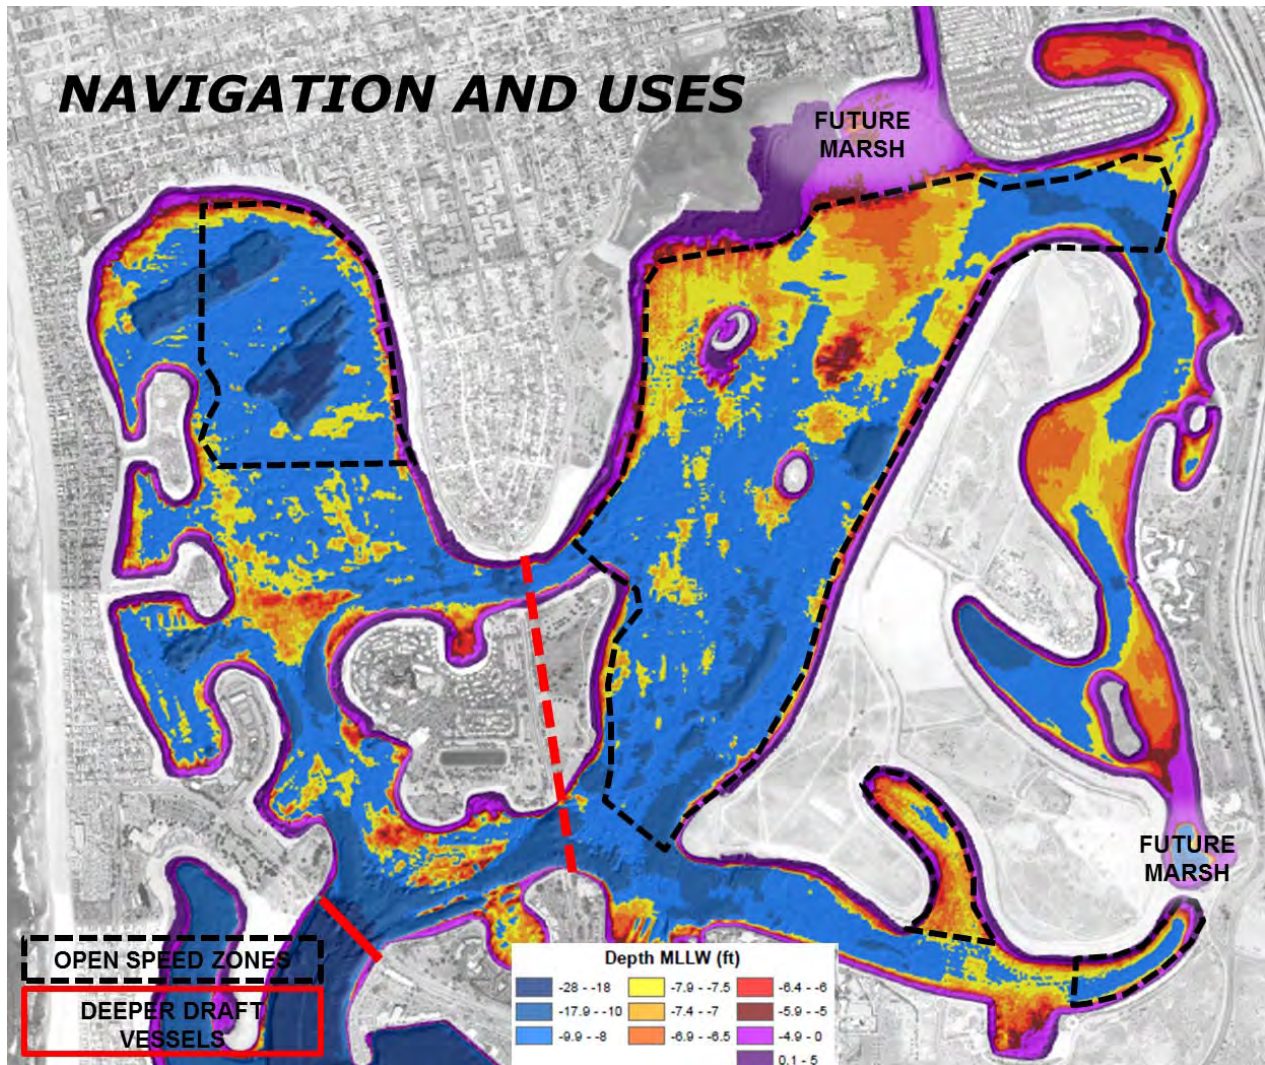 NAVIGATION AND USES
FUTURE
MARSH
FUTURE
MARSH
OPEN SPEED ZONES
DEEPER DRAFT
VESSELS
Depth MLLW (ft)
-28 - -18
-17.9 - -10
-9.9 - -8
-7.9 - -7.5
-7.4 - -7
-6.9 - -6.5
-6.4 - -6
-5.9 - -5
-4.9 - 0
0.1 - 5